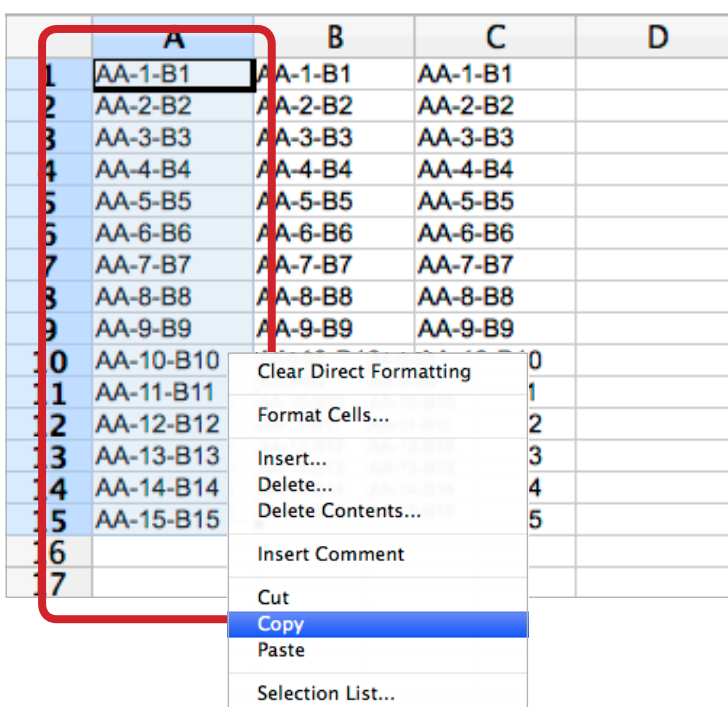 A B C D
1 AA-1-B1 AA-1-B1 AA-1-B1
2 AA-2-B2 AA-2-B2 AA-2-B2
3 AA-3-B3 AA-3-B3 AA-3-B3
4 AA-4-B4 AA-4-B4 AA-4-B4
5 AA-5-B5 AA-5-B5 AA-5-B5
6 AA-6-B6 AA-6-B6 AA-6-B6
7 AA-7-B7 AA-7-B7 AA-7-B7
8 AA-8-B8 AA-8-B8 AA-8-B8
9 AA-9-B9 AA-9-B9 AA-9-B9
10 AA-10-B10
11 AA-11-B11
12 AA-12-B12
13 AA-13-B13
14 AA-14-B14
15 AA-15-B15
16
17
Clear Direct Formatting
Format Cells...
Insert...
Delete...
Delete Contents...
Insert Comment
Cut
Copy
Paste
Selection List...